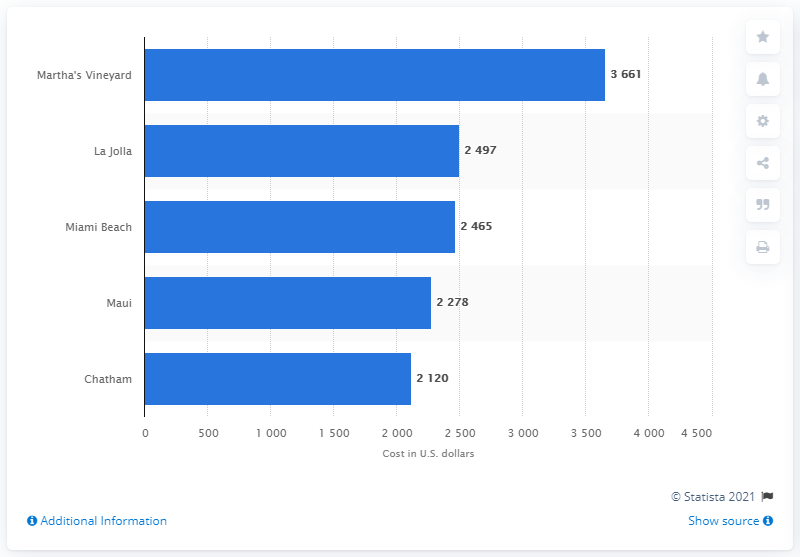 Martha's Vineyard 3 661
La Jolla 2 497
Miami Beach 2 465
Maui 2 278
Chatham 2 120
0 500 1 000 1 500 2 000 2 500 3 000 3 500 4 000 4 500
Cost in U.S. dollars
© Statista 2021
Additional Information Show source